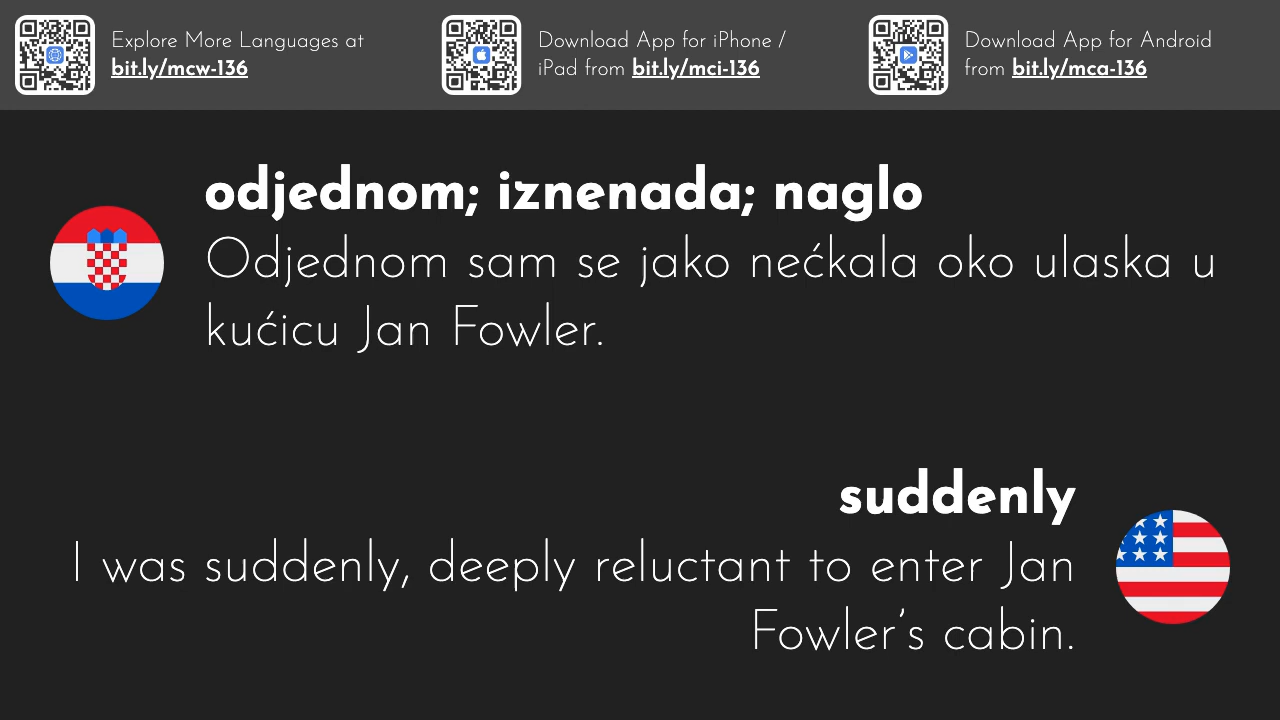 Explore More Languages at
bit.ly/mcw-136
Download App for iPhone /
iPad from bit.ly/mci-136
Download App for Android
from bit.ly/mca-136
odjednom; iznenada; naglo
Odjednom sam se jako nećkala oko ulaska u
kućicu Jan Fowler.
suddenly
I was suddenly, deeply reluctant to enter Jan
Fowler’s cabin.